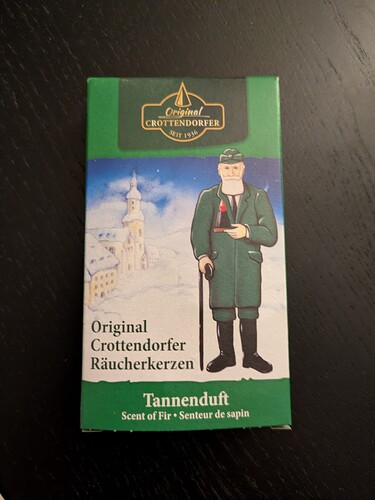 Original
CROTTENDORFER
SEIT 1936
Original
Crottendorfer
Räucherkerzen
Tannenduft
Scent of Fir • Senteur de sapin